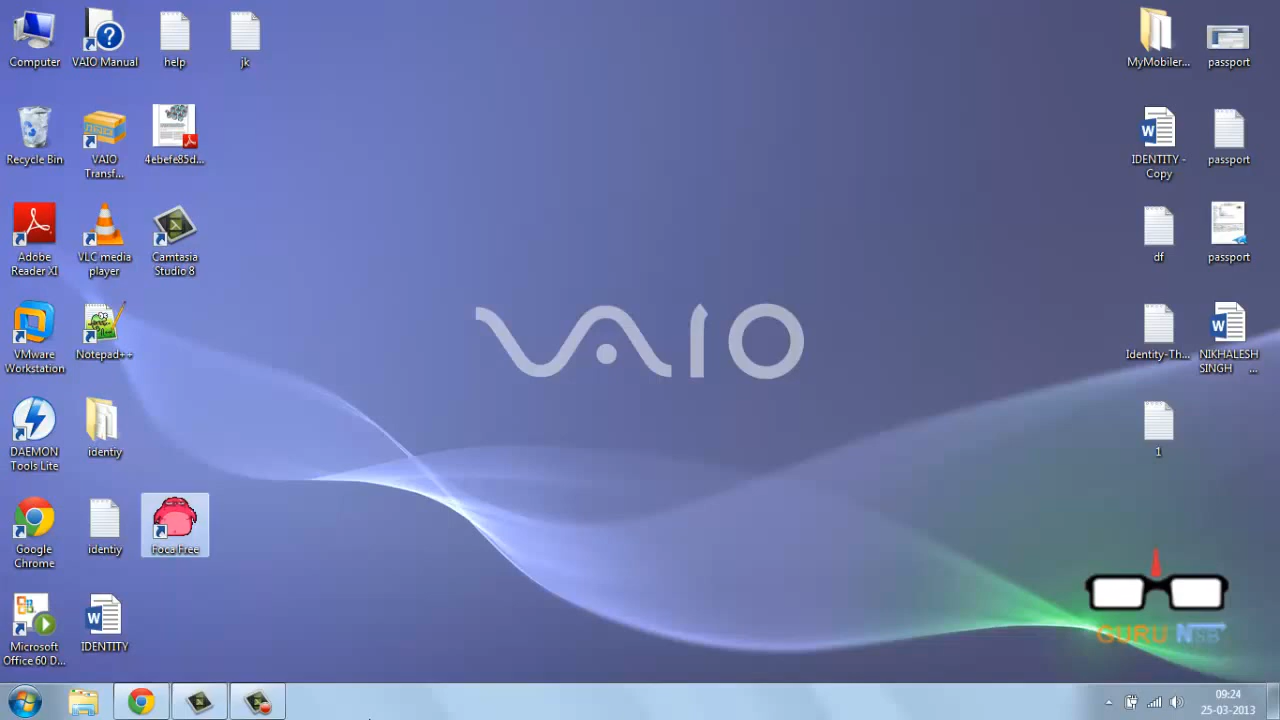 Computer
VAIO Manual
help
jk
MyMobiler...
passport
Recycle Bin
VAIO
Transf...
4ebefe85d...
IDENTITY -
Copy
passport
Adobe
Reader XI
VLC media
player
Camtasia
Studio 8
df
passport
VAIO
VMware
Workstation
Notepad++
Identity-Th...
NIKHALESH
SINGH ...
DAEMON
Tools Lite
identiy
1
Google
Chrome
identiy
Foca Free
GURU NSB
Microsoft
Office 60 D...
IDENTITY
09:24
25-03-2013